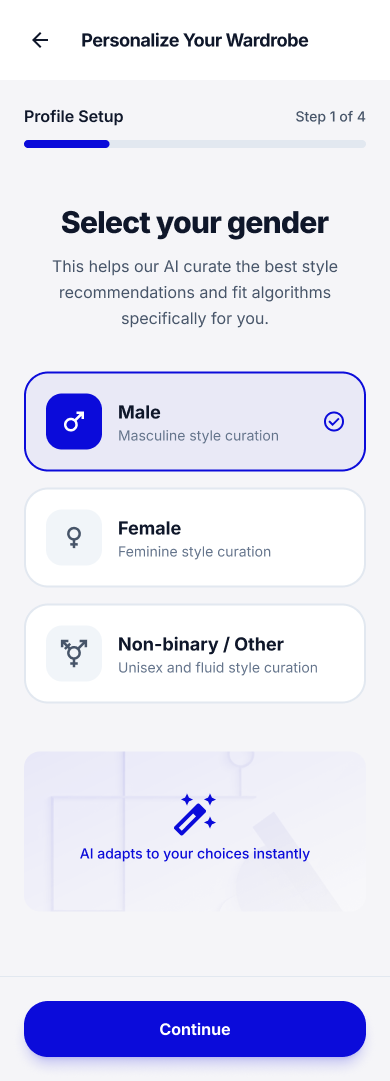 Personalize Your Wardrobe
Profile Setup
Step 1 of 4
Select your gender
This helps our AI curate the best style
recommendations and fit algorithms
specifically for you.
Male
Masculine style curation
Female
Feminine style curation
Non-binary / Other
Unisex and fluid style curation
AI adapts to your choices instantly
Continue